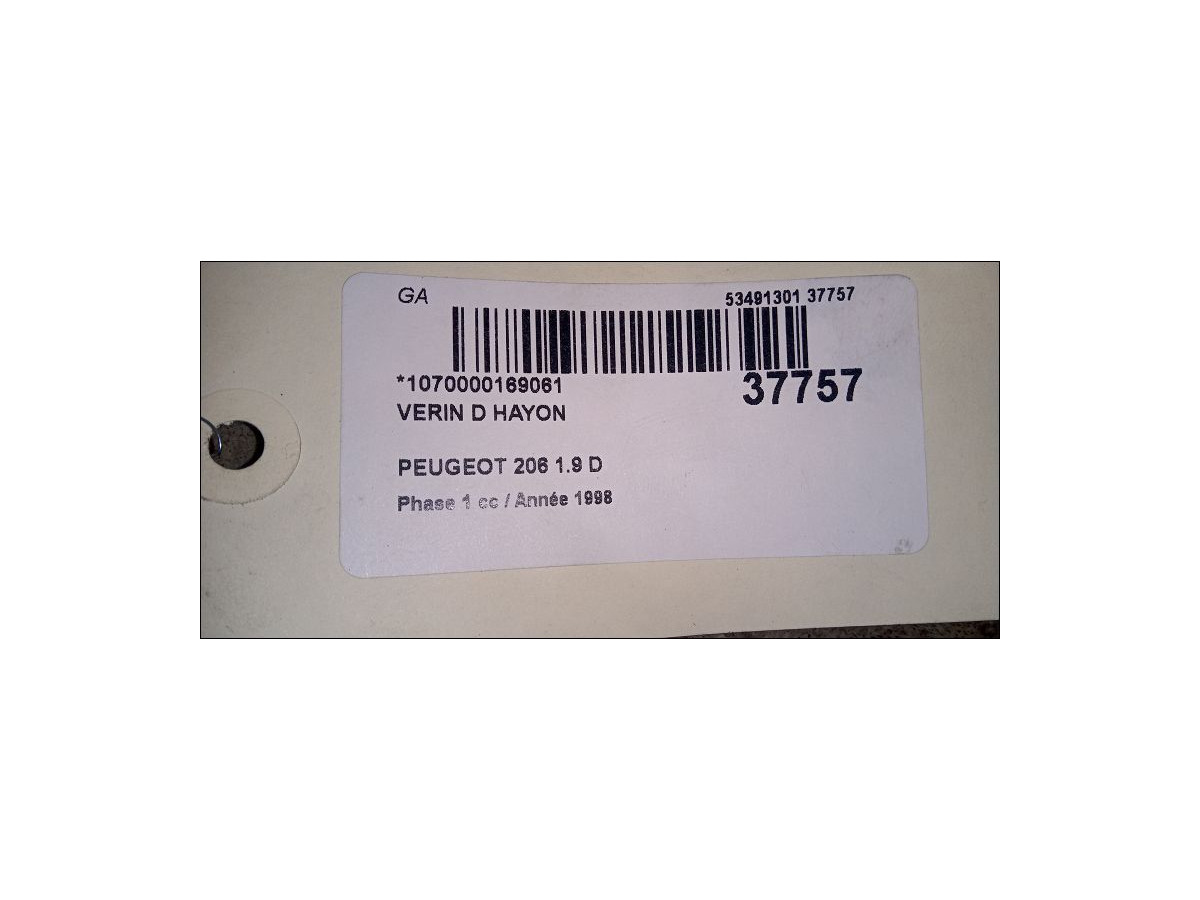 GA 53491301 37757
*1070000169061 37757
VERIN D HAYON
PEUGEOT 206 1.9 D
Phase 1 cc / Année 1998